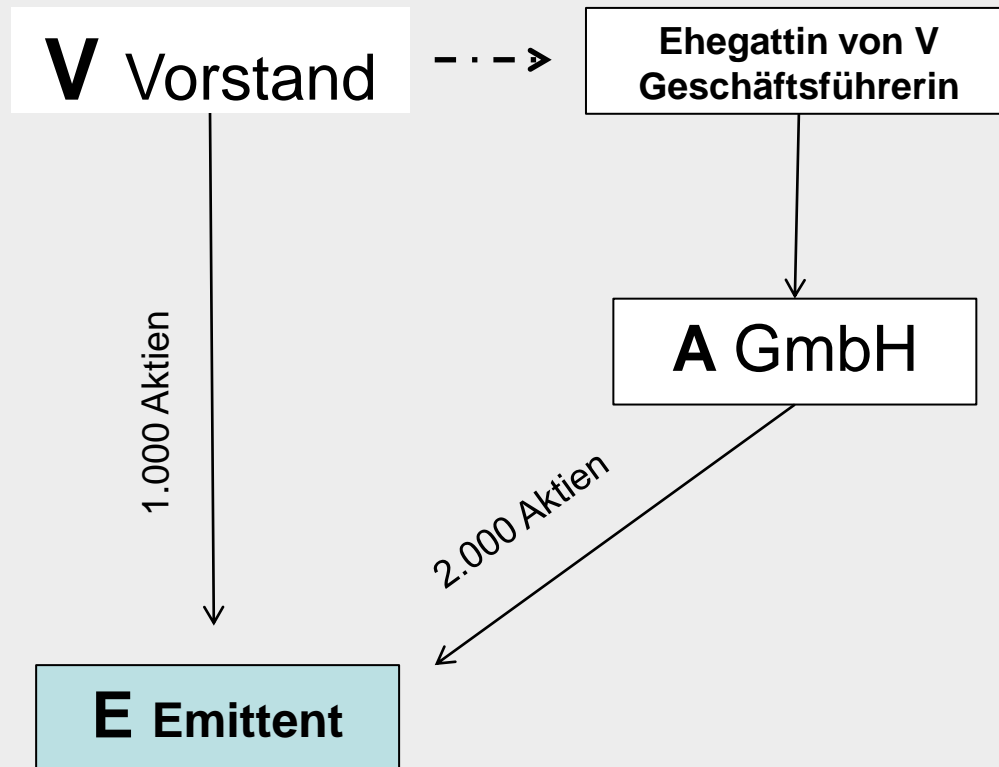 V Vorstand
Ehegattin von V
Geschäftsführerin
1.000 Aktien
A GmbH
2.000 Aktien
E Emittent